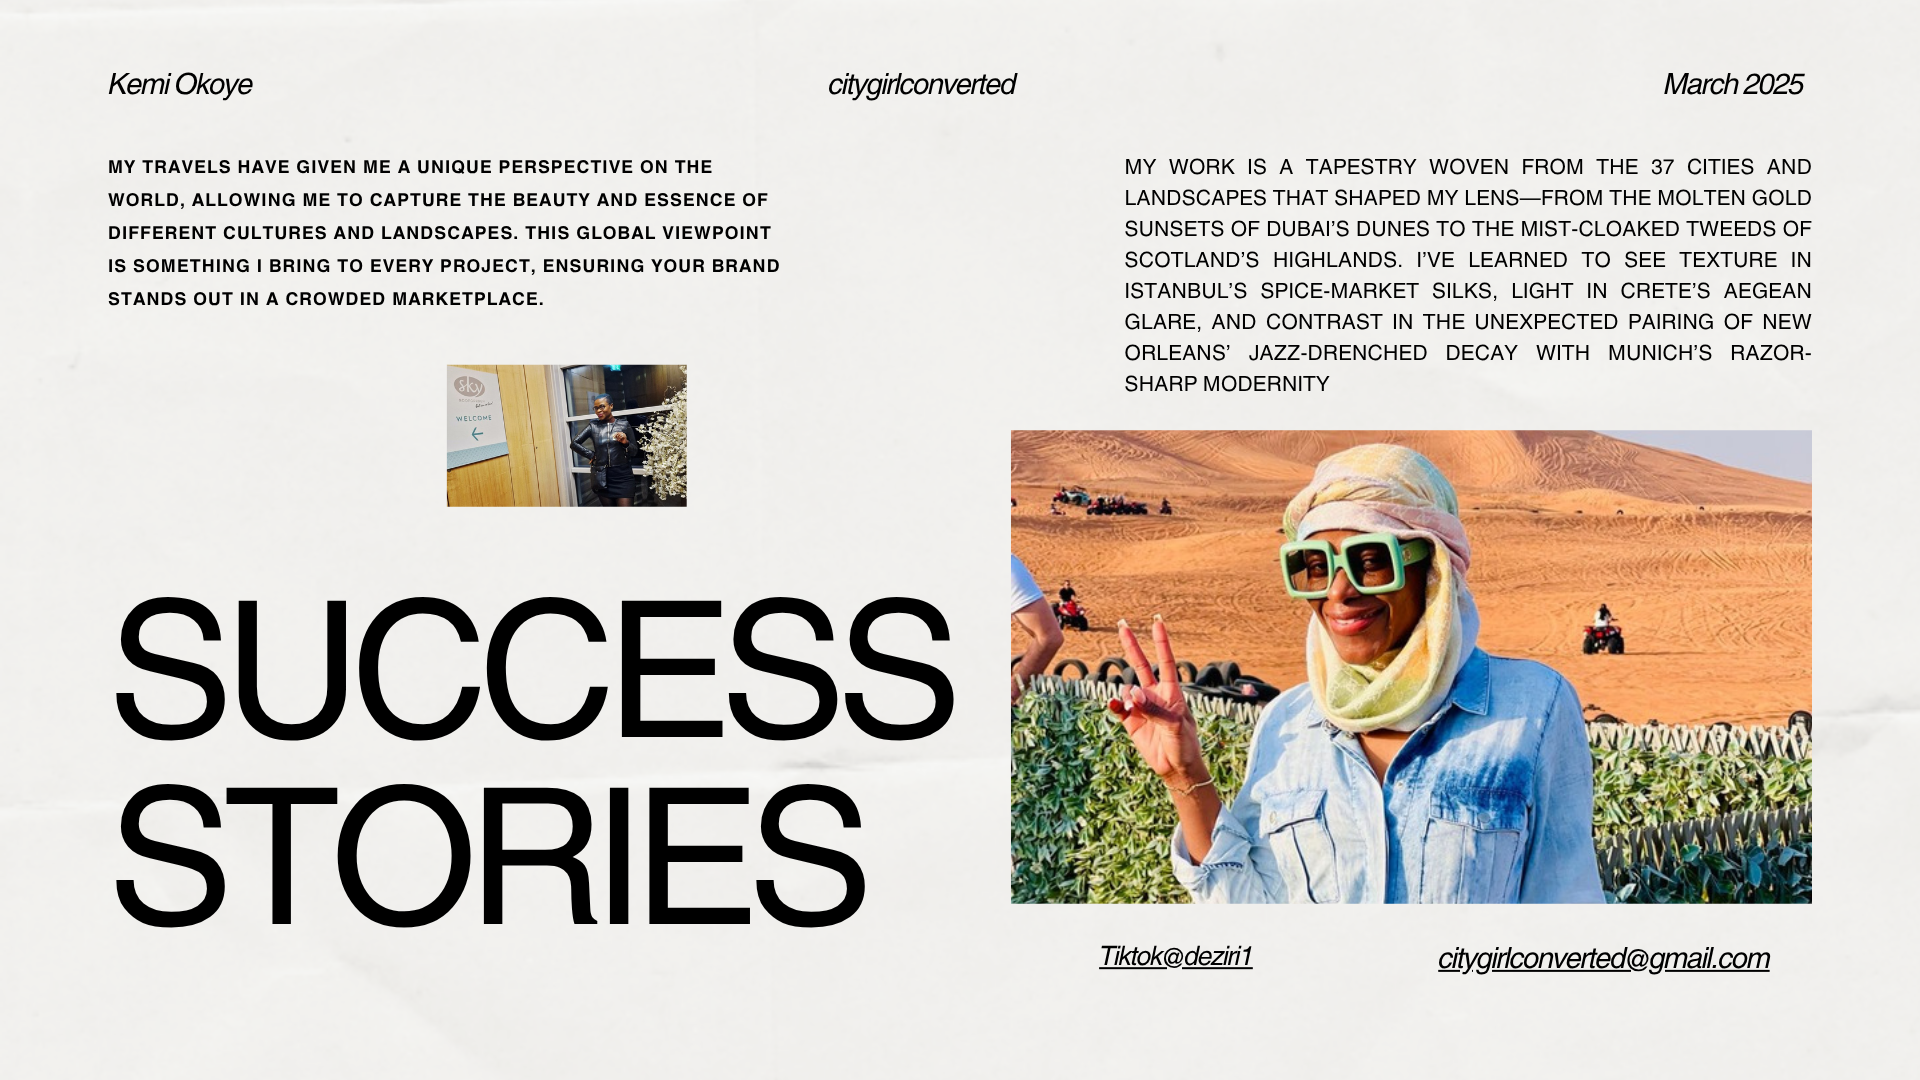 Kemi Okoye
citygirlconverted
March 2025
MY TRAVELS HAVE GIVEN ME A UNIQUE PERSPECTIVE ON THE
WORLD, ALLOWING ME TO CAPTURE THE BEAUTY AND ESSENCE OF
DIFFERENT CULTURES AND LANDSCAPES. THIS GLOBAL VIEWPOINT
IS SOMETHING I BRING TO EVERY PROJECT, ENSURING YOUR BRAND
STANDS OUT IN A CROWDED MARKETPLACE.
MY WORK IS A TAPESTRY WOVEN FROM THE 37 CITIES AND
LANDSCAPES THAT SHAPED MY LENS—FROM THE MOLTEN GOLD
SUNSETS OF DUBAI’S DUNES TO THE MIST-CLOAKED TWEEDS OF
SCOTLAND’S HIGHLANDS. I’VE LEARNED TO SEE TEXTURE IN
ISTANBUL’S SPICE-MARKET SILKS, LIGHT IN CRETE’S AEGEAN
GLARE, AND CONTRAST IN THE UNEXPECTED PAIRING OF NEW
ORLEANS’ JAZZ-DRENCHED DECAY WITH MUNICH’S RAZOR-
SHARP MODERNITY
sky
WELCOME
SUCCESS
STORIES
Tiktok@deziri1
citygirlconverted@gmail.com